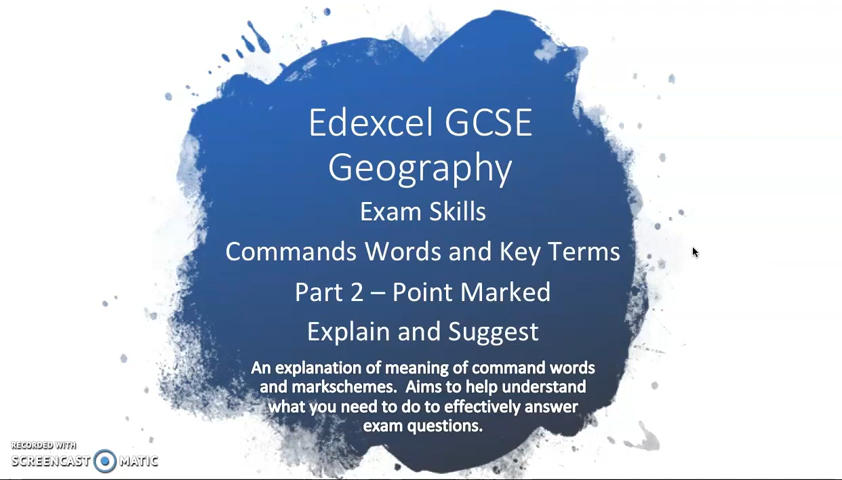 Edexcel GCSE
Geography
Exam Skills
Commands Words and Key Terms
Part 2 – Point Marked
Explain and Suggest
An explanation of meaning of command words
and markschemes. Aims to help understand
what you need to do to effectively answer
exam questions.
RECORDED WITH
SCREENCAST MATIC